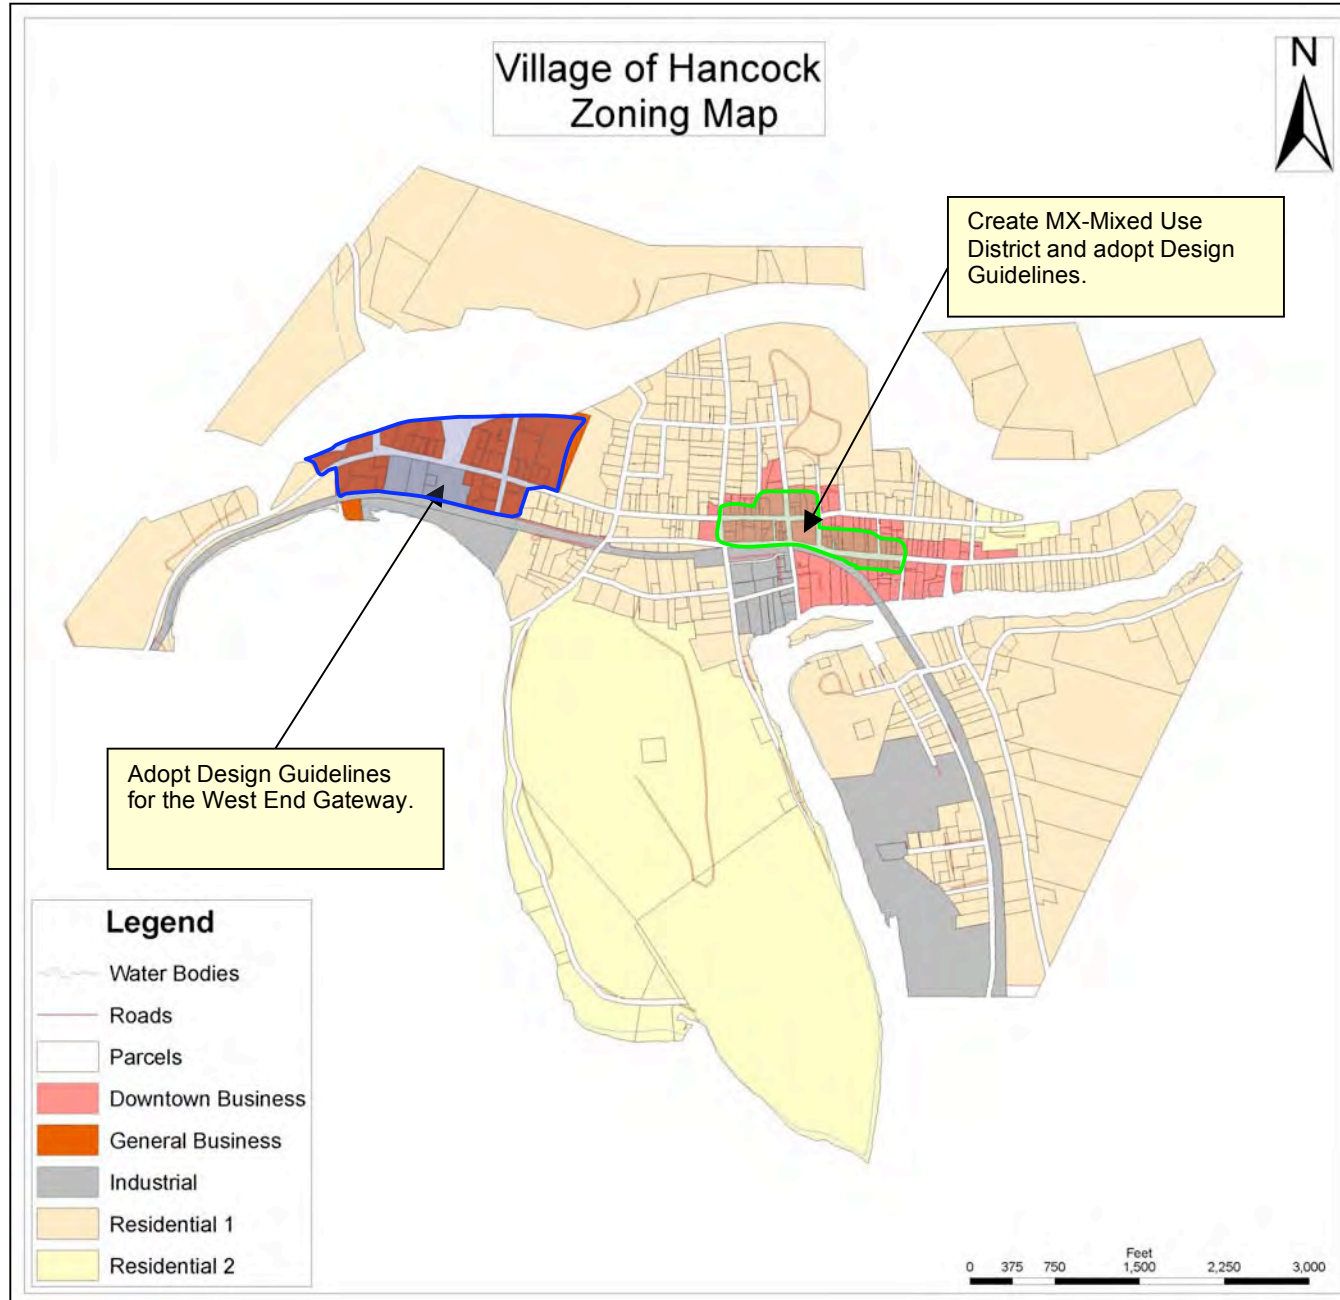 Village of Hancock
Zoning Map
N
Create MX-Mixed Use
District and adopt Design
Guidelines.
Adopt Design Guidelines
for the West End Gateway.
Legend
Water Bodies
Roads
Parcels
Downtown Business
General Business
Industrial
Residential 1
Residential 2
Feet
0 375 750 1,500 2,250 3,000